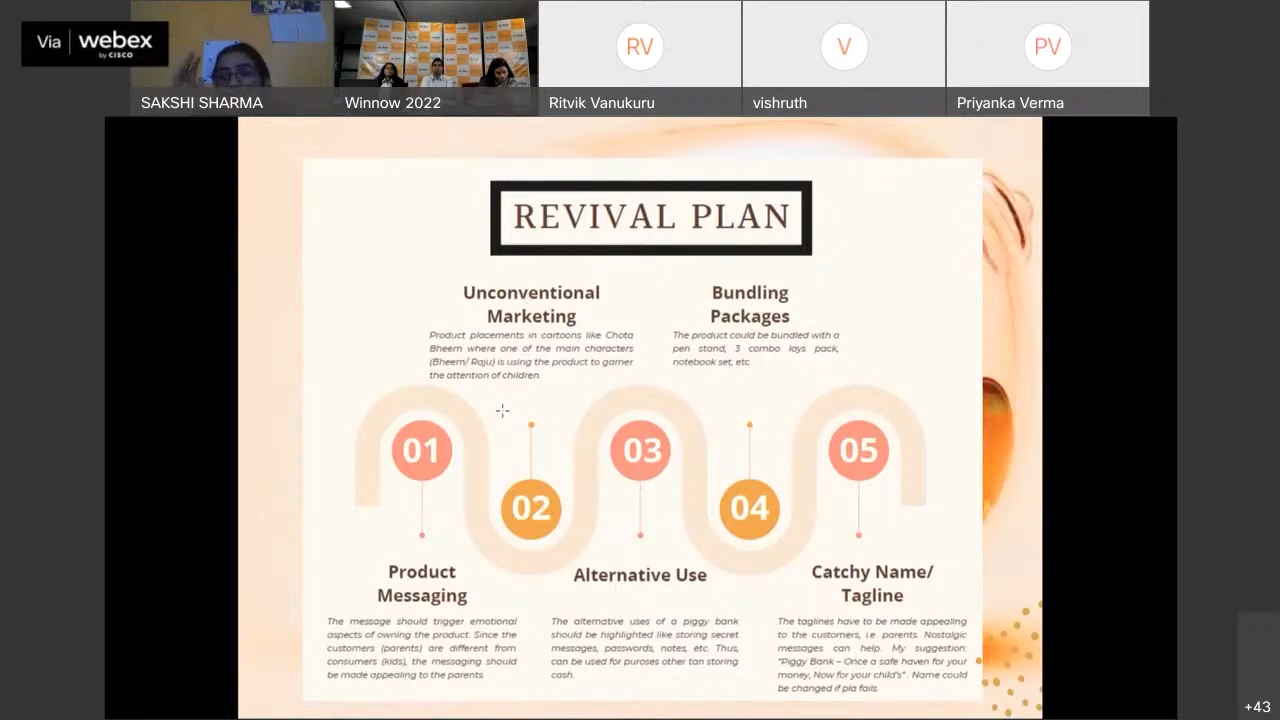 Via | webex
by CISCO
SAKSHI SHARMA
Winnow 2022
RV
Ritvik Vanukuru
V
vishruth
PV
Priyanka Verma
REVIVAL PLAN
Unconventional
Marketing
Product placements in cartoons like Chota
Bheem where one of the main characters
(Bheem/ Raju) is using the product to garner
the attention of children.
Bundling
Packages
The product could be bundled with a
pen stand, 3 combo lays pack,
notebook set, etc.
01
02
03
04
05
Product
Messaging
The message should trigger emotional
aspects of owning the product. Since the
customers (parents) are different from
consumers (kids), the messaging should
be made appealing to the parents.
Alternative Use
The alternative uses of a piggy bank
should be highlighted like storing secret
messages, passwords, notes, etc. Thus,
can be used for puroses other tan storing
cash.
Catchy Name/
Tagline
The taglines have to be made appealing
to the customers, i.e. parents. Nostalgic
messages can help. My suggestion:
"Piggy Bank – Once a safe haven for your
money, Now for your child's" . Name could
be changed if pla fails.
+43